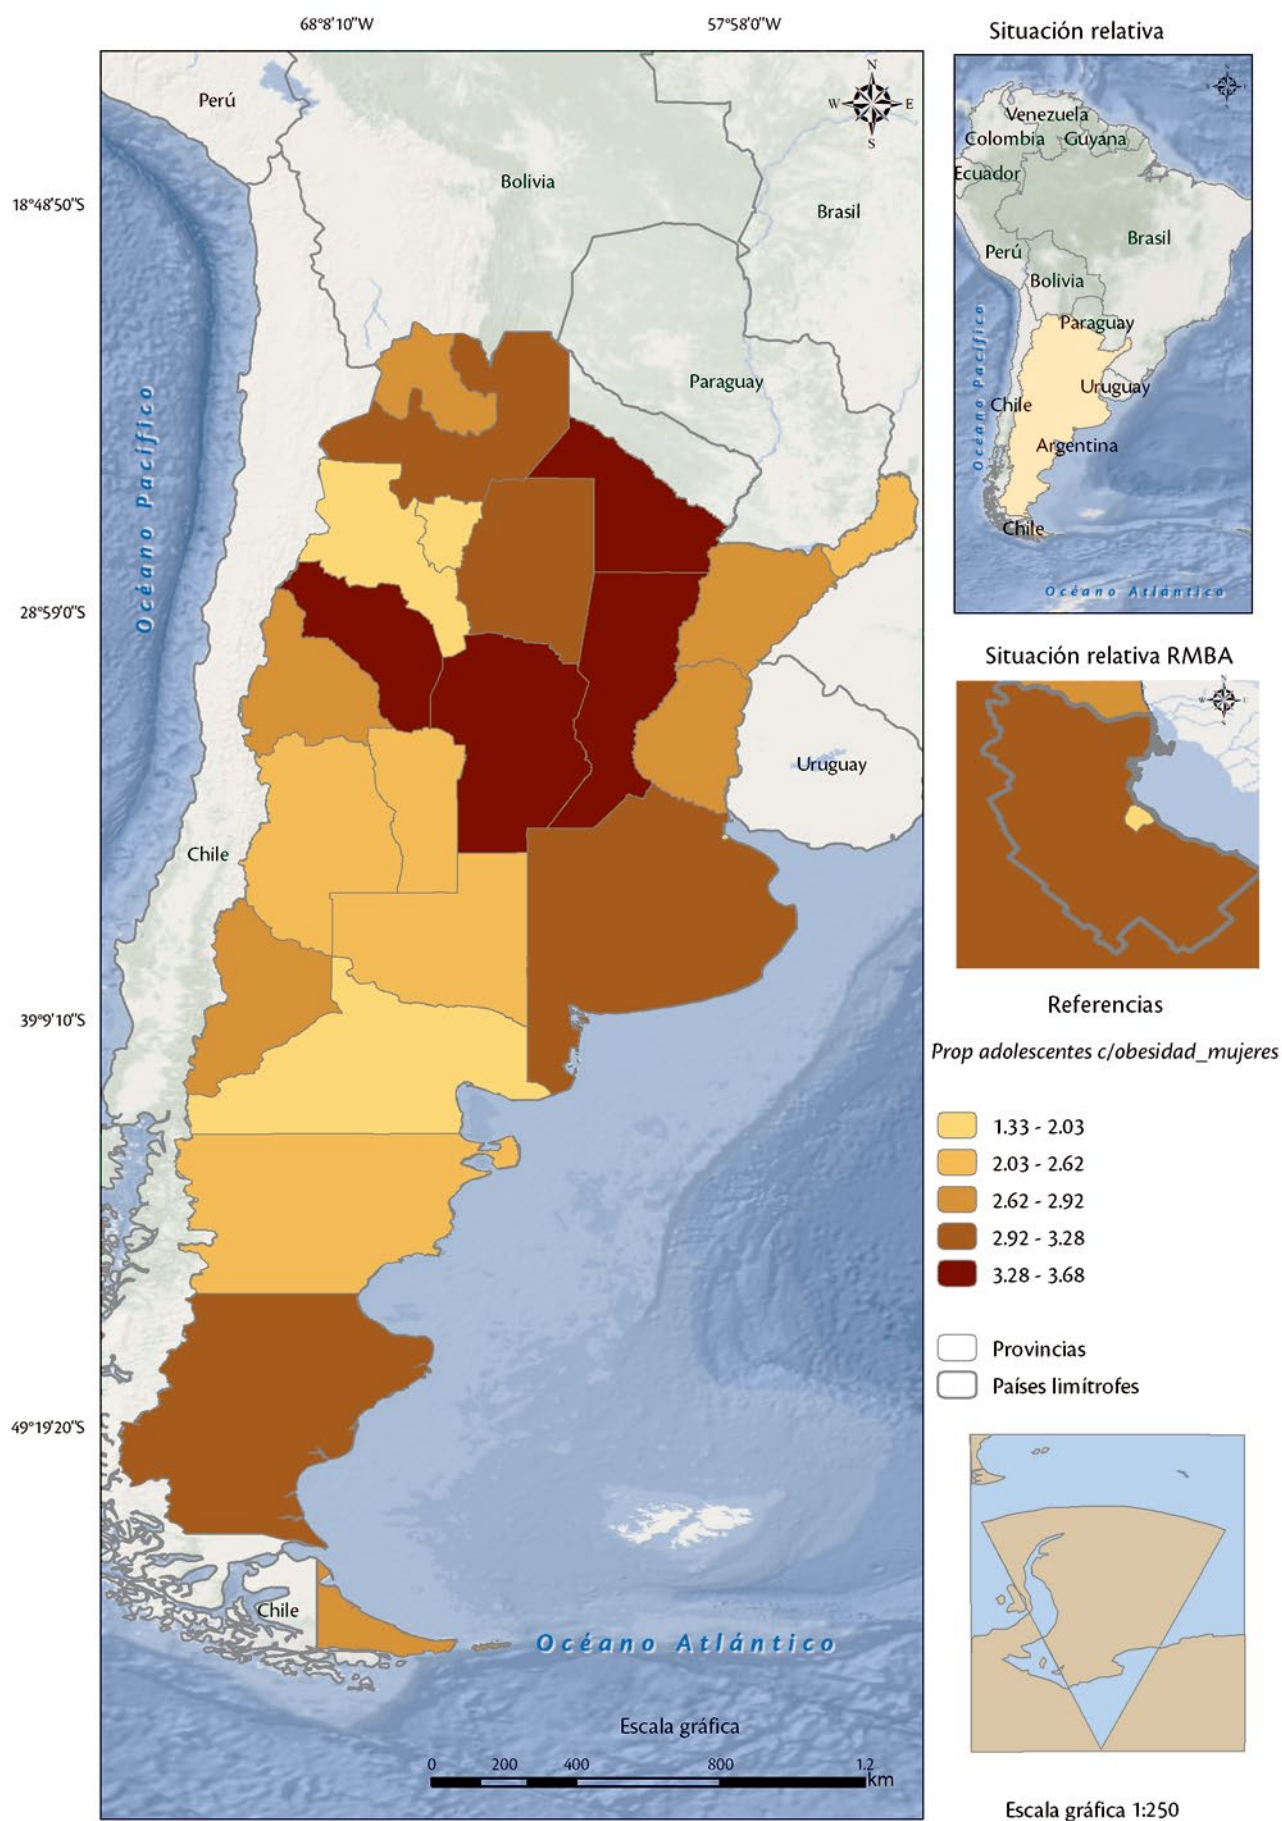 68°8'10"W
57°58'0"W
18°48'50"S
28°59'0"S
39°9'10"S
49°19'20"S
N
W
E
S
Perú
Bolivia
Brasil
Paraguay
Uruguay
Chile
Chile
Océano Pacífico
Océano Atlántico
Escala gráfica
0 200 400 800 1.2
km
Situación relativa
Venezuela
Colombia
Guyana
Ecuador
Perú
Brasil
Bolivia
Paraguay
Uruguay
Chile
Argentina
Chile
Océano Pacífico
Océano Atlántico
Situación relativa RMBA
Referencias
Prop adolescentes c/obesidad_mujeres
1.33 - 2.03
2.03 - 2.62
2.62 - 2.92
2.92 - 3.28
3.28 - 3.68
Provincias
Países limítrofes
Escala gráfica 1:250